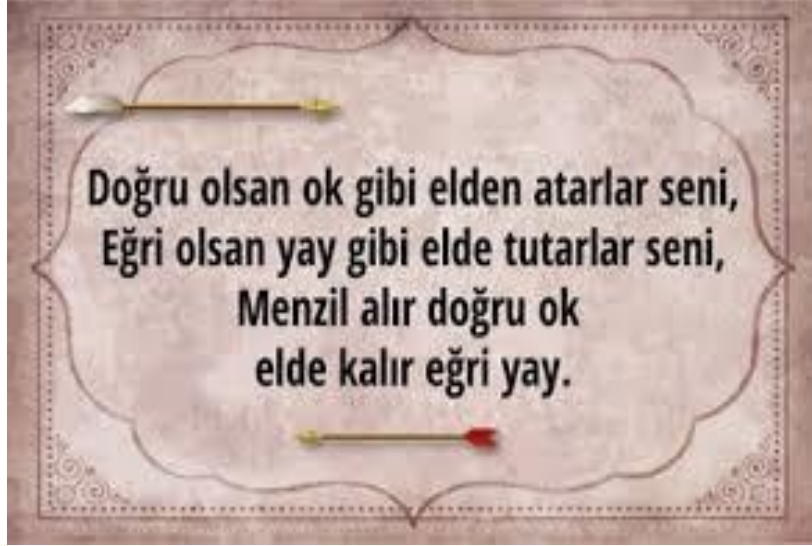 Doğru olsan ok gibi elden atarlar seni,
Eğri olsan yay gibi elde tutarlar seni,
Menzil alır doğru ok
elde kalır eğri yay.